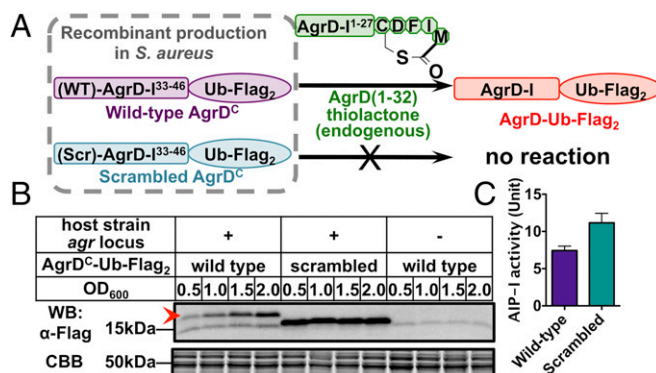 A
Recombinant production
in S. aureus
AgrD-I1-27 C D F I M
S O
(WT)-AgrD-I33-46 Ub-Flag2
Wild-type AgrDC
AgrD(1-32)
thiolactone
(endogenous)
AgrD-I Ub-Flag2
AgrD-Ub-Flag2
(Scr)-AgrD-I33-46 Ub-Flag2
Scrambled AgrDC
X
no reaction
B
host strain
agr locus
+ + -
AgrDC-Ub-Flag2 wild type scrambled wild type
OD600 0.5 1.0 1.5 2.0 0.5 1.0 1.5 2.0 0.5 1.0 1.5 2.0
WB:
α-Flag
15kDa
CBB 50kDa
C
AIP-I activity (Unit)
15
10
5
0
Wild-type
Scrambled